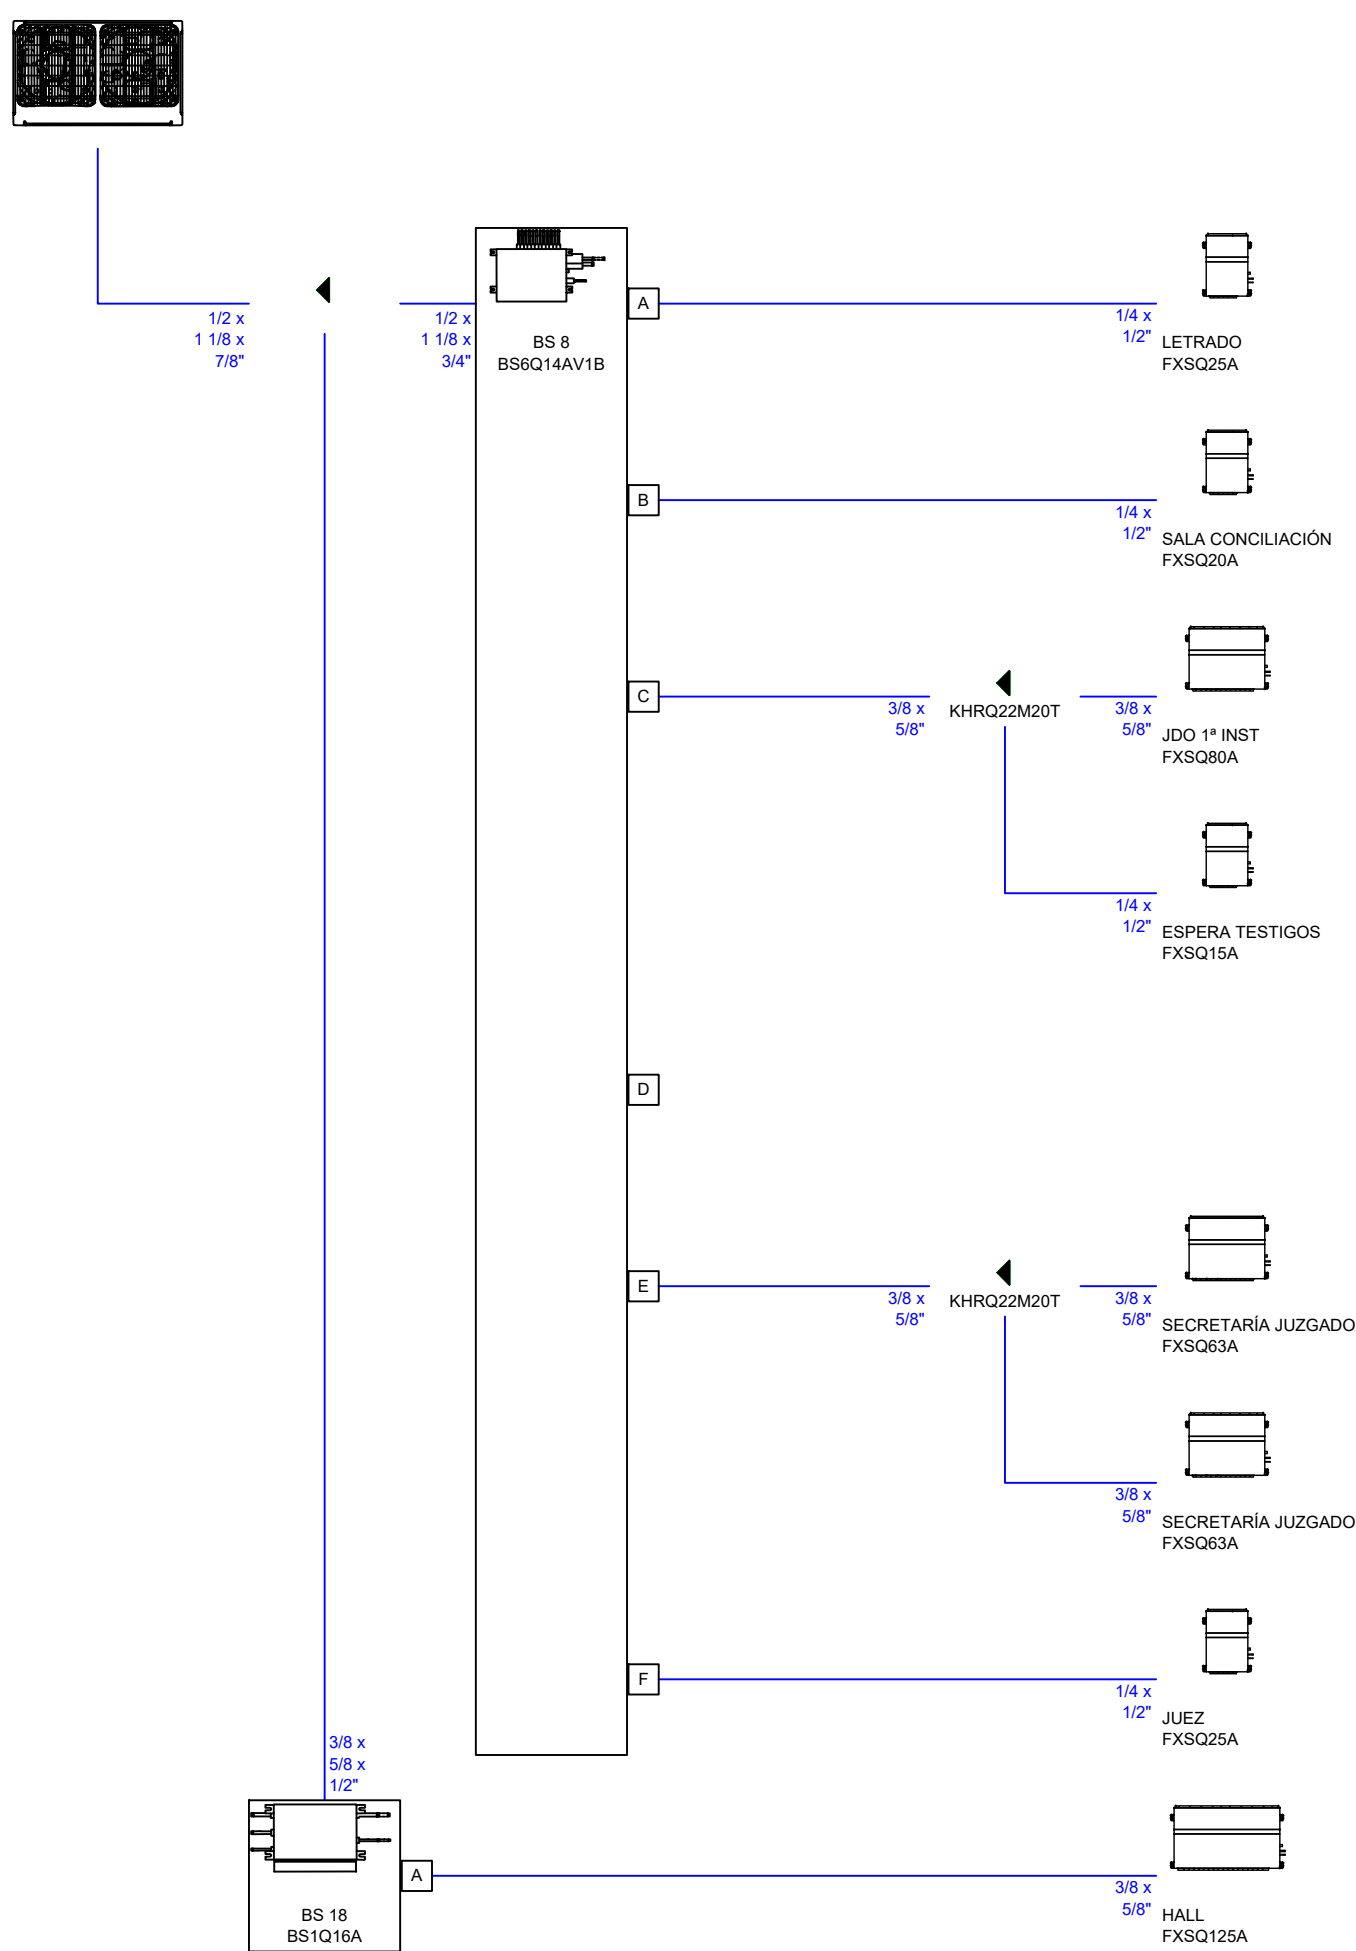 1/2 x
1 1/8 x
7/8"
1/2 x
1 1/8 x
3/4"
BS 8
BS6Q14AV1B
A
1/4 x
1/2"
LETRADO
FXSQ25A
B
1/4 x
1/2"
SALA CONCILIACIÓN
FXSQ20A
C
3/8 x
5/8"
KHRQ22M20T
3/8 x
5/8"
JDO 1ª INST
FXSQ80A
1/4 x
1/2"
ESPERA TESTIGOS
FXSQ15A
D
E
3/8 x
5/8"
KHRQ22M20T
3/8 x
5/8"
SECRETARÍA JUZGADO
FXSQ63A
3/8 x
5/8"
SECRETARÍA JUZGADO
FXSQ63A
F
1/4 x
1/2"
JUEZ
FXSQ25A
3/8 x
5/8 x
1/2"
BS 18
BS1Q16A
A
3/8 x
5/8"
HALL
FXSQ125A